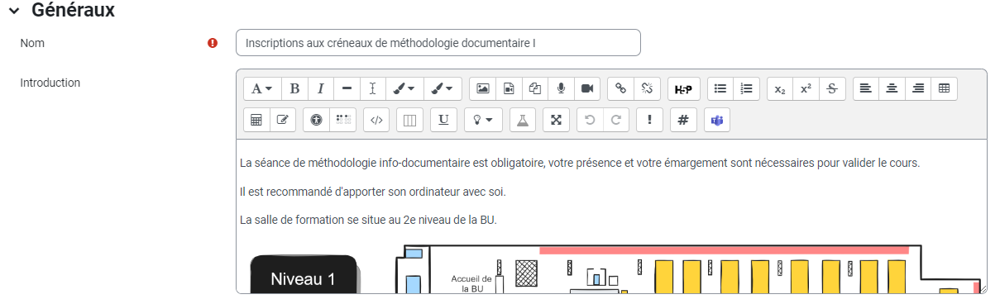 Généraux
Nom
Inscriptions aux créneaux de méthodologie documentaire I
Introduction
A B I
H5P
x₂ x² S
</> U ! #
La séance de méthodologie info-documentaire est obligatoire, votre présence et votre émargement sont nécessaires pour valider le cours.
Il est recommandé d'apporter son ordinateur avec soi.
La salle de formation se situe au 2e niveau de la BU.
Niveau 1
Accueil de
la BU